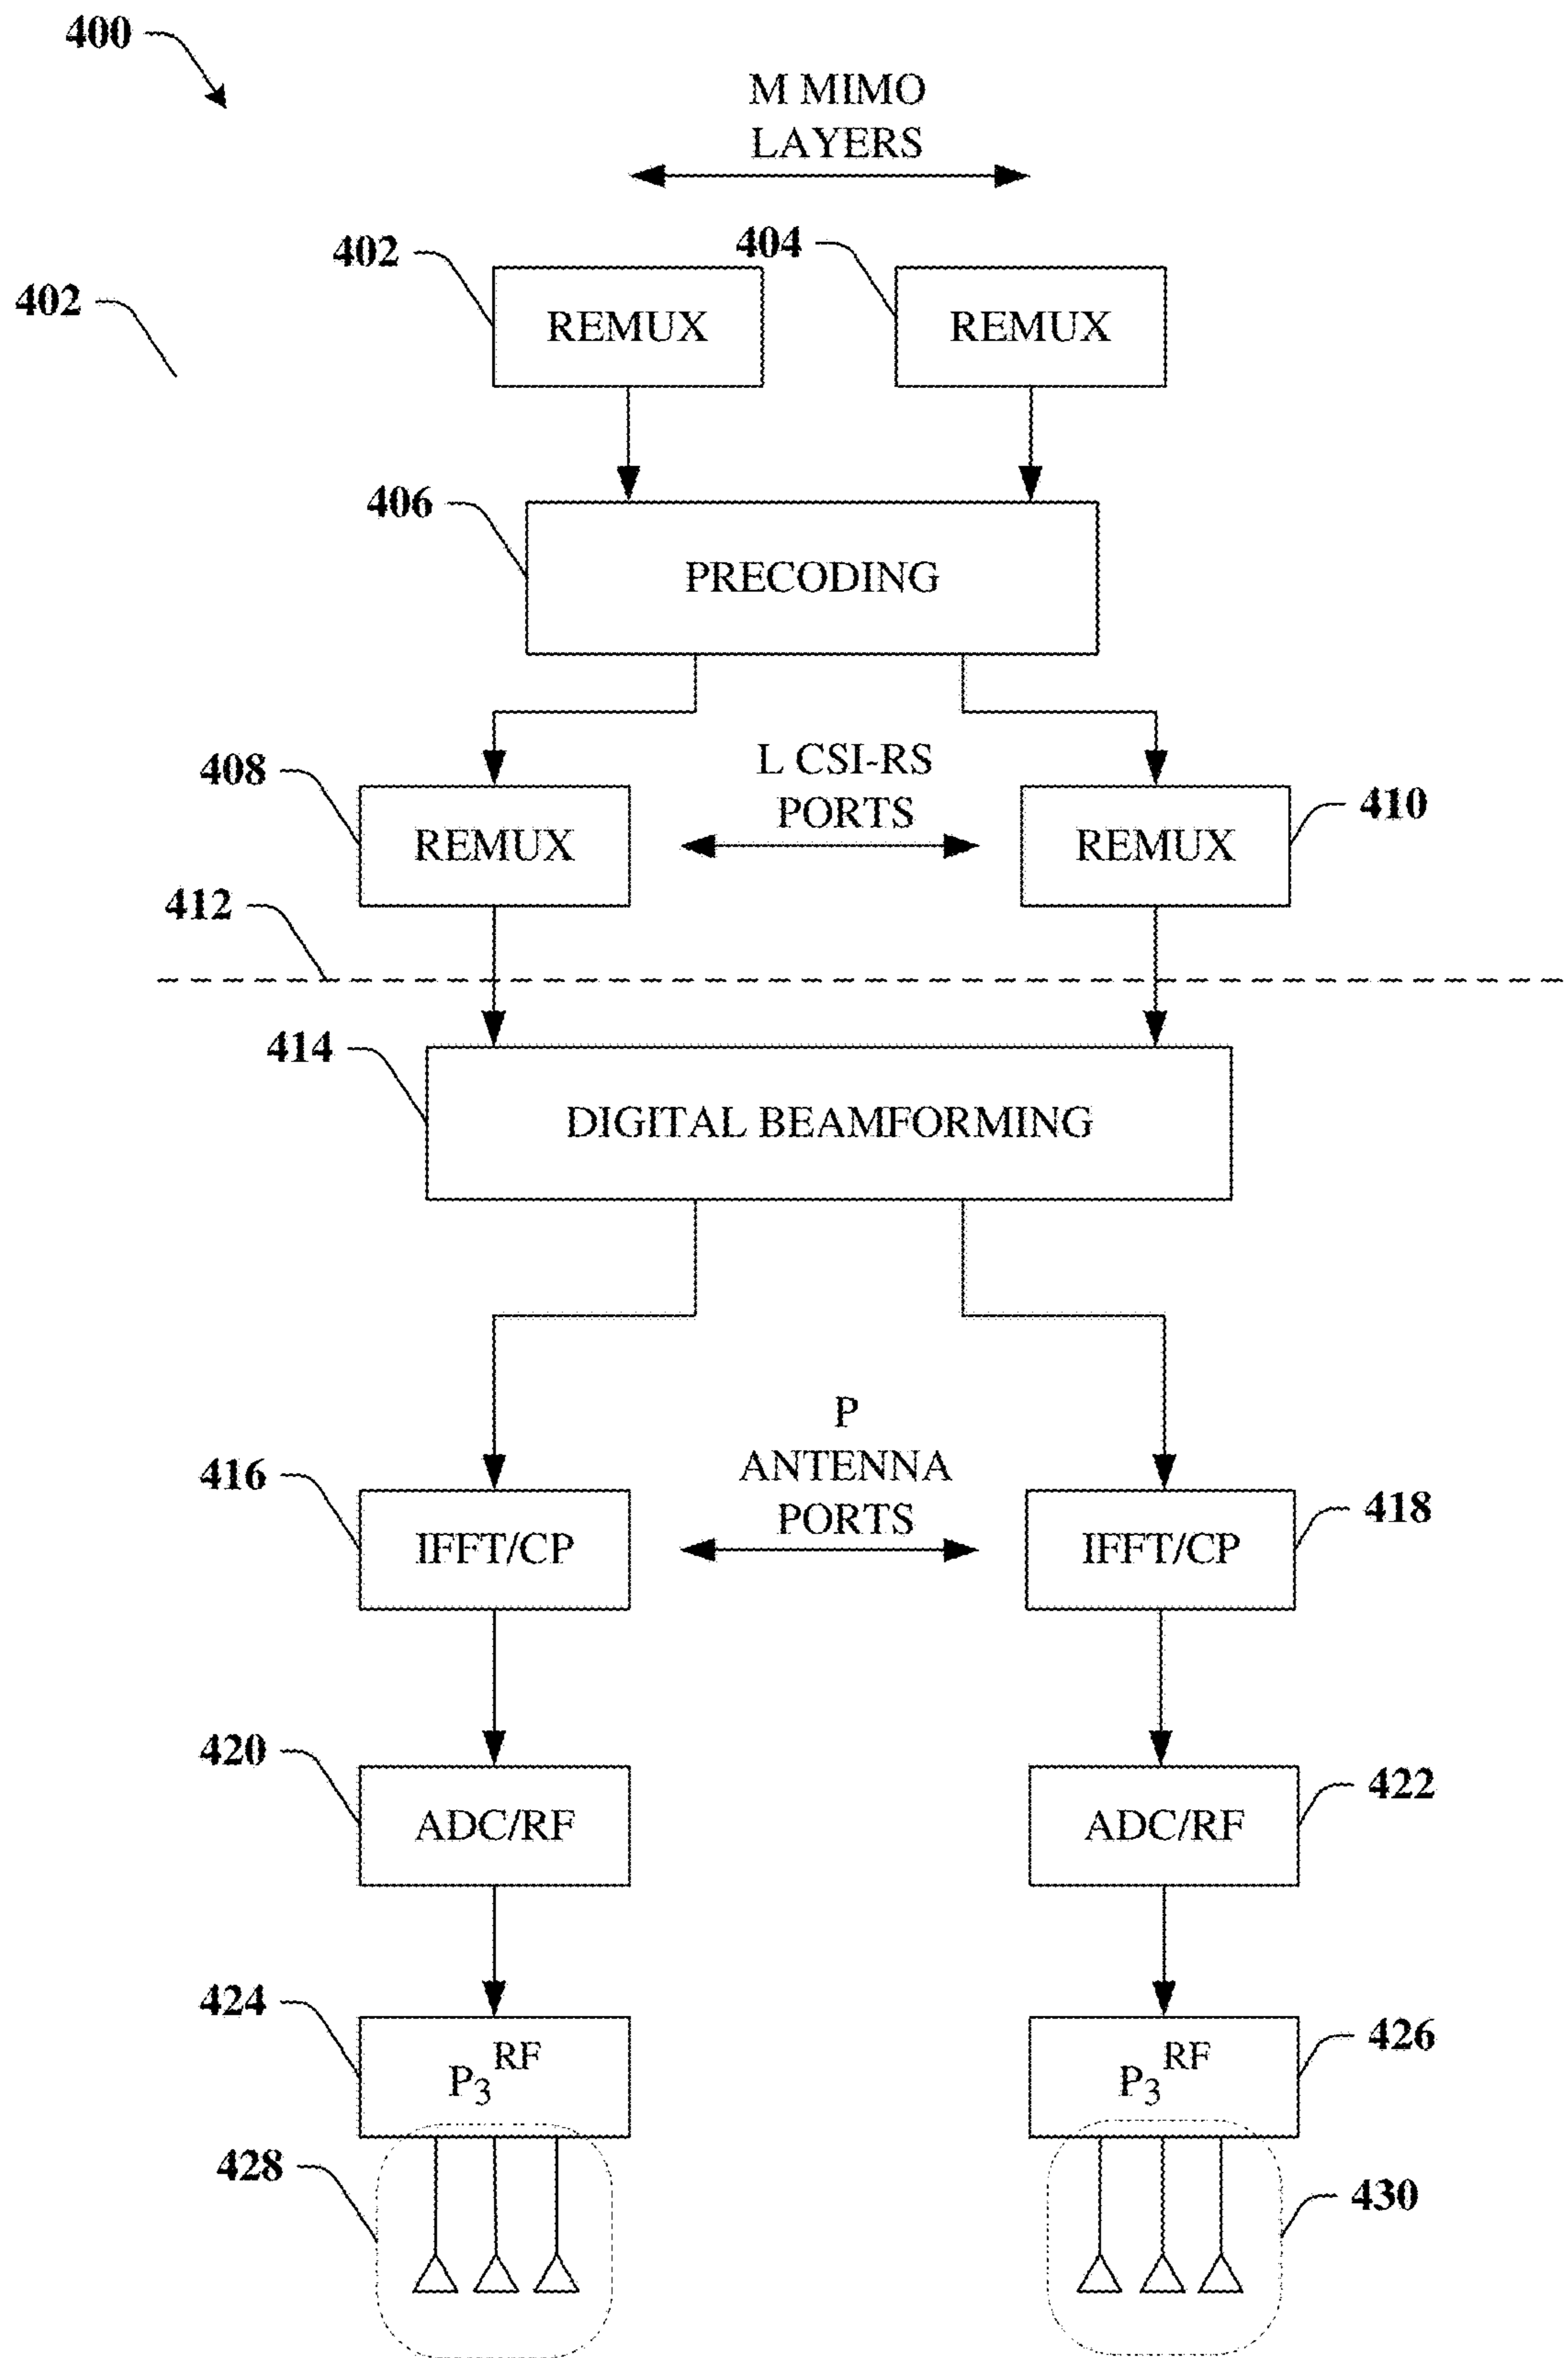 400
M MIMO
LAYERS
402
402
404
REMUX
REMUX
406
PRECODING
408
L CSI-RS
PORTS
410
REMUX
REMUX
412
414
DIGITAL BEAMFORMING
P
ANTENNA
PORTS
416
418
IFFT/CP
IFFT/CP
420
422
ADC/RF
ADC/RF
424
426
P3RF
P3RF
428
430